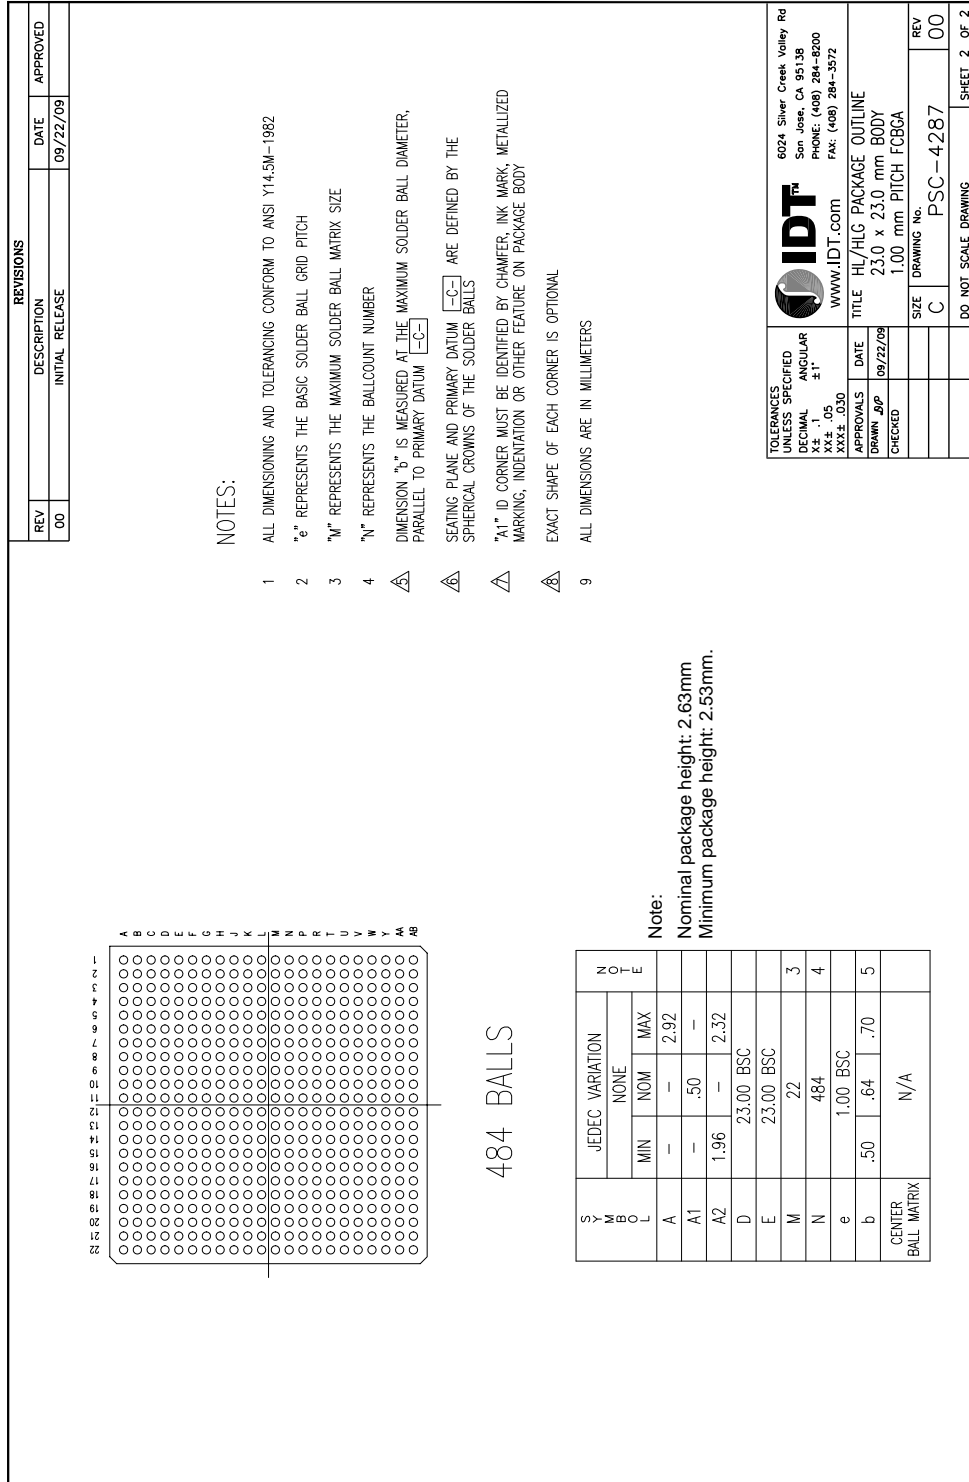 REVISIONS
REV DESCRIPTION DATE APPROVED
00 INITIAL RELEASE 09/22/09
NOTES:
1 ALL DIMENSIONING AND TOLERANCING CONFORM TO ANSI Y14.5M-1982
2 "e" REPRESENTS THE BASIC SOLDER BALL GRID PITCH
3 "M" REPRESENTS THE MAXIMUM SOLDER BALL MATRIX SIZE
4 "N" REPRESENTS THE BALLCOUNT NUMBER
5 DIMENSION "b" IS MEASURED AT THE MAXIMUM SOLDER BALL DIAMETER,
PARALLEL TO PRIMARY DATUM -C-
6 SEATING PLANE AND PRIMARY DATUM -C- ARE DEFINED BY THE
SPHERICAL CROWNS OF THE SOLDER BALLS
7 "A1" ID CORNER MUST BE IDENTIFIED BY CHAMFER, INK MARK, METALLIZED
MARKING, INDENTATION OR OTHER FEATURE ON PACKAGE BODY
8 EXACT SHAPE OF EACH CORNER IS OPTIONAL
9 ALL DIMENSIONS ARE IN MILLIMETERS
22 21 20 19 18 17 16 15 14 13 12 11 10 9 8 7 6 5 4 3 2 1
A
B
C
D
E
F
G
H
J
K
L
M
N
P
R
T
U
V
W
Y
AA
AB
484 BALLS
SYMBOL JEDEC VARIATION NOTE
NONE
MIN NOM MAX
A – – 2.92
A1 – .50 –
A2 1.96 – 2.32
D 23.00 BSC
E 23.00 BSC
M 22 3
N 484 4
e 1.00 BSC
b .50 .64 .70 5
CENTER
BALL MATRIX N/A
Note:
Nominal package height: 2.63mm
Minimum package height: 2.53mm.
TOLERANCES
UNLESS SPECIFIED
DECIMAL ANGULAR
X± .1 ±1°
XX± .05
XXX± .030
APPROVALS DATE
DRAWN 09/22/09
CHECKED
IDT™
www.IDT.com
6024 Silver Creek Valley Rd
San Jose, CA 95138
PHONE: (408) 284-8200
FAX: (408) 284-3572
TITLE HL/HLG PACKAGE OUTLINE
23.0 x 23.0 mm BODY
1.00 mm PITCH FCBGA
SIZE DRAWING No. REV
C PSC-4287 00
DO NOT SCALE DRAWING SHEET 2 OF 2